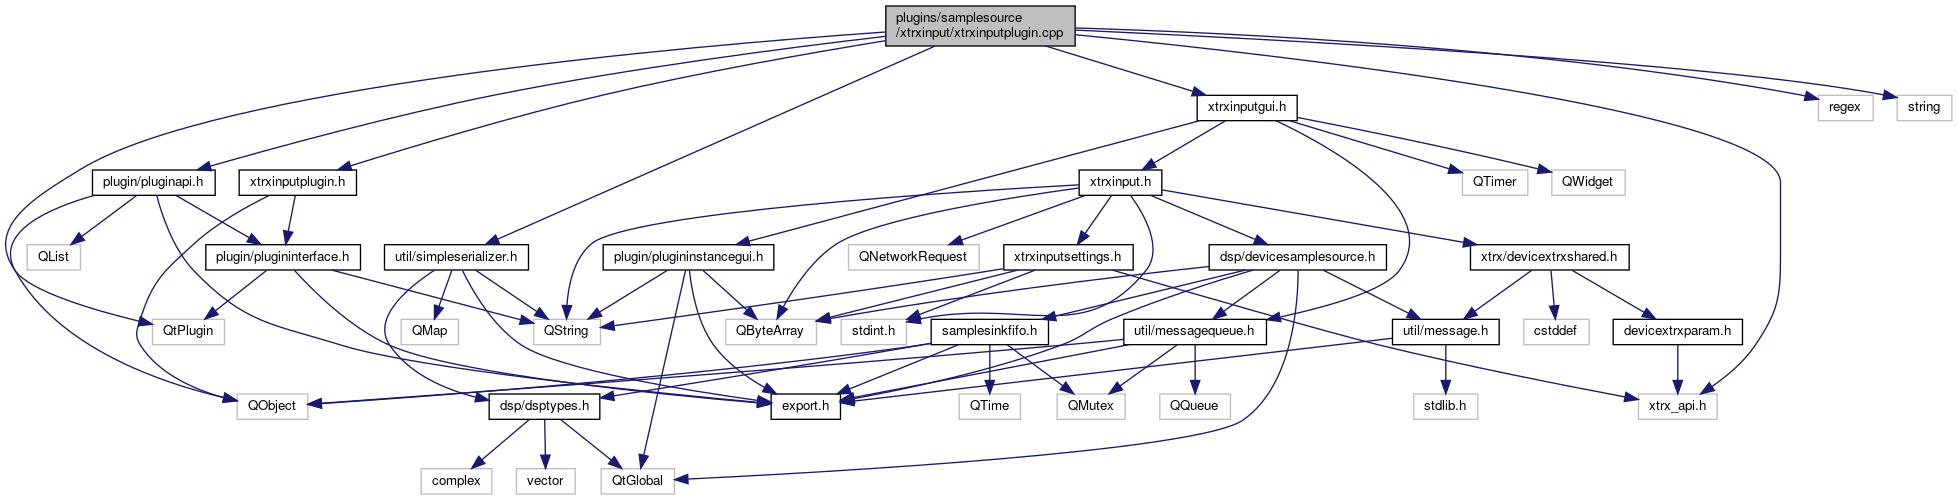 plugins/samplesource
/xtrxinput/xtrxinputplugin.cpp
xtrxinputgui.h
regex
string
plugin/pluginapi.h
xtrxinputplugin.h
xtrxinput.h
QTimer
QWidget
QList
plugin/plugininterface.h
util/simpleserializer.h
plugin/plugininstancegui.h
QNetworkRequest
xtrxinputsettings.h
dsp/devicesamplesource.h
xtrx/devicextrxshared.h
QtPlugin
QMap
QString
QByteArray
stdint.h
samplesinkfifo.h
util/messagequeue.h
util/message.h
cstddef
devicextrxparam.h
QObject
dsp/dsptypes.h
export.h
QTime
QMutex
QQueue
stdlib.h
xtrx_api.h
complex
vector
QtGlobal